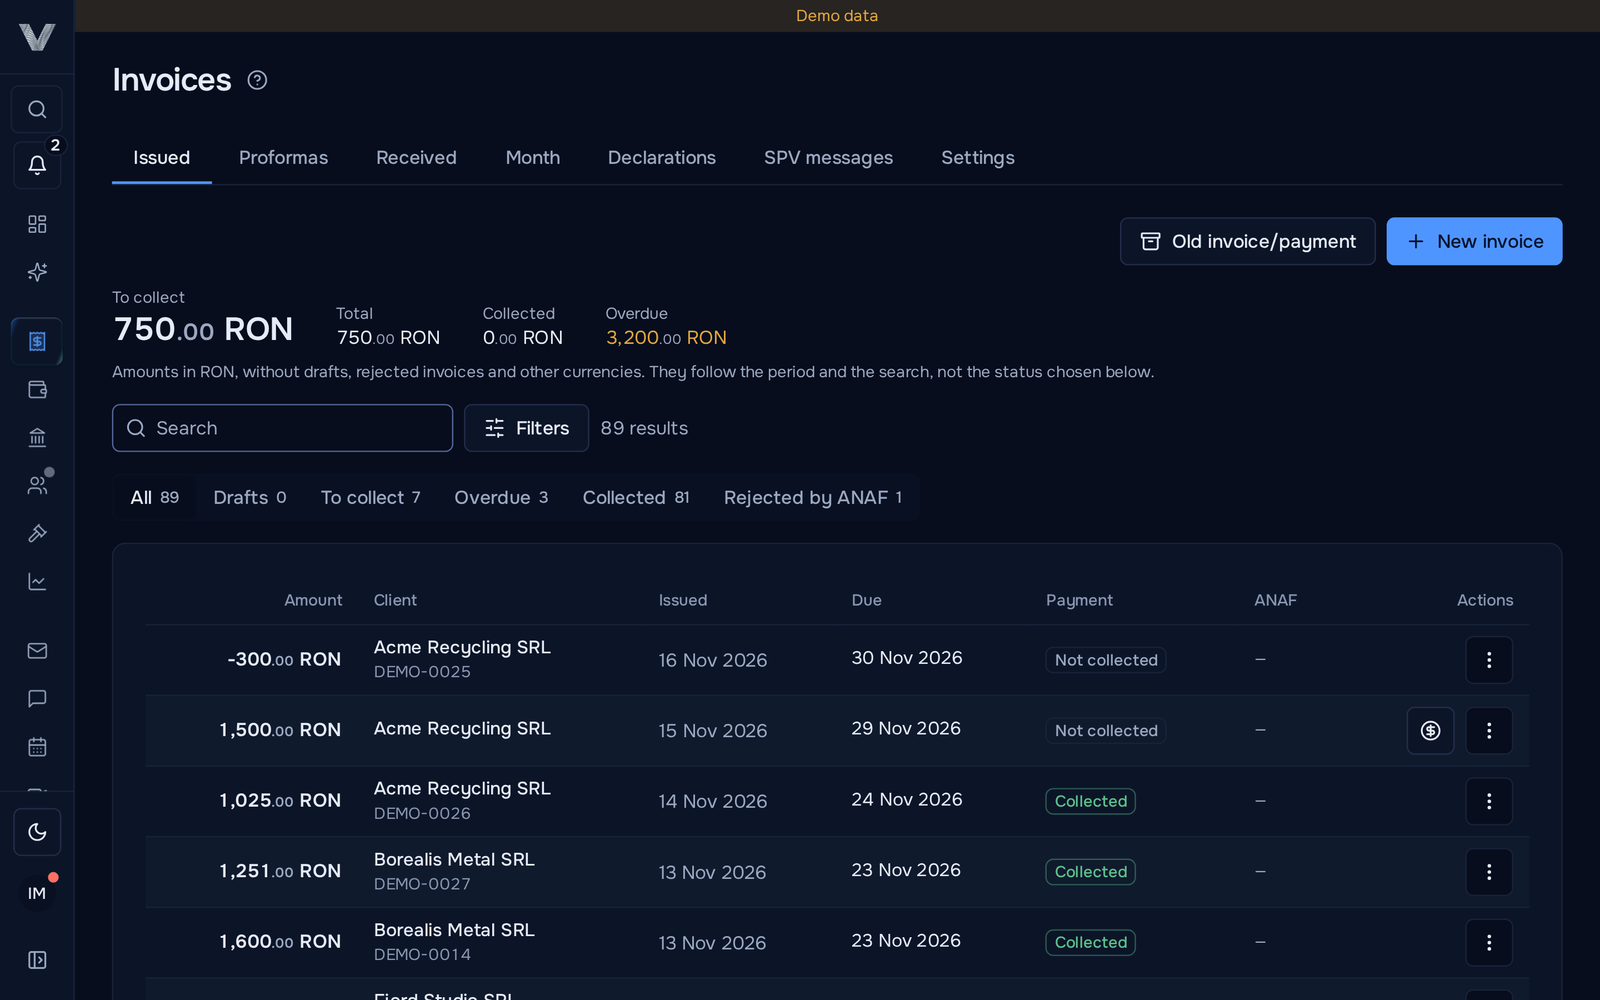 Demo data
Invoices
2
Issued Proformas Received Month Declarations SPV messages Settings
Old invoice/payment New invoice
To collect
750.00 RON
Total
750.00 RON
Collected
0.00 RON
Overdue
3,200.00 RON
Amounts in RON, without drafts, rejected invoices and other currencies. They follow the period and the search, not the status chosen below.
Search Filters 89 results
All 89 Drafts 0 To collect 7 Overdue 3 Collected 81 Rejected by ANAF 1
Amount Client Issued Due Payment ANAF Actions
-300.00 RON Acme Recycling SRL 16 Nov 2026 30 Nov 2026 Not collected –
DEMO-0025
1,500.00 RON Acme Recycling SRL 15 Nov 2026 29 Nov 2026 Not collected –
1,025.00 RON Acme Recycling SRL 14 Nov 2026 24 Nov 2026 Collected –
DEMO-0026
1,251.00 RON Borealis Metal SRL 13 Nov 2026 23 Nov 2026 Collected –
DEMO-0027
1,600.00 RON Borealis Metal SRL 13 Nov 2026 23 Nov 2026 Collected –
DEMO-0014
Fjord Studio SRL
IM